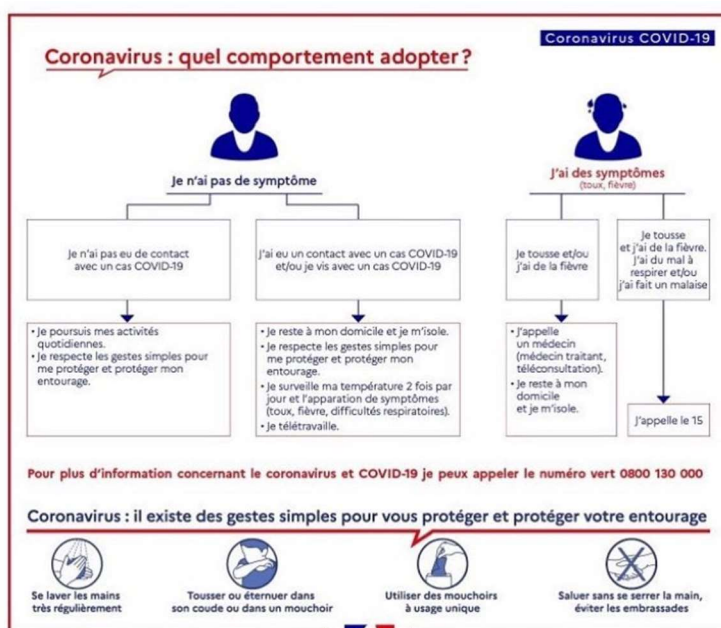 Coronavirus COVID-19
Coronavirus : quel comportement adopter ?
Je n'ai pas de symptôme
Je n'ai pas eu de contact
avec un cas COVID-19
• Je poursuis mes activités
quotidiennes.
• Je respecte les gestes simples pour
me protéger et protéger mon
entourage.
J'ai eu un contact avec un cas COVID-19
et/ou je vis avec un cas COVID-19
• Je reste à mon domicile et je m'isole.
• Je respecte les gestes simples pour
me protéger et protéger mon
entourage.
• Je surveille ma température 2 fois par
jour et l'apparation de symptômes
(toux, fièvre, difficultés respiratoires).
• Je télétravaille.
J'ai des symptômes
(toux, fièvre)
Je tousse et/ou
j'ai de la fièvre
• J'appelle
un médecin
(médecin traitant,
téléconsultation).
• Je reste à mon
domicile
et je m'isole.
Je tousse
et j'ai de la fièvre.
J'ai du mal à
respirer et/ou
j'ai fait un malaise
J'appelle le 15
Pour plus d'information concernant le coronavirus et COVID-19 je peux appeler le numéro vert 0800 130 000
Coronavirus : il existe des gestes simples pour vous protéger et protéger votre entourage
Se laver les mains
très régulièrement
Tousser ou éternuer dans
son coude ou dans un mouchoir
Utiliser des mouchoirs
à usage unique
Saluer sans se serrer la main,
éviter les embrassades